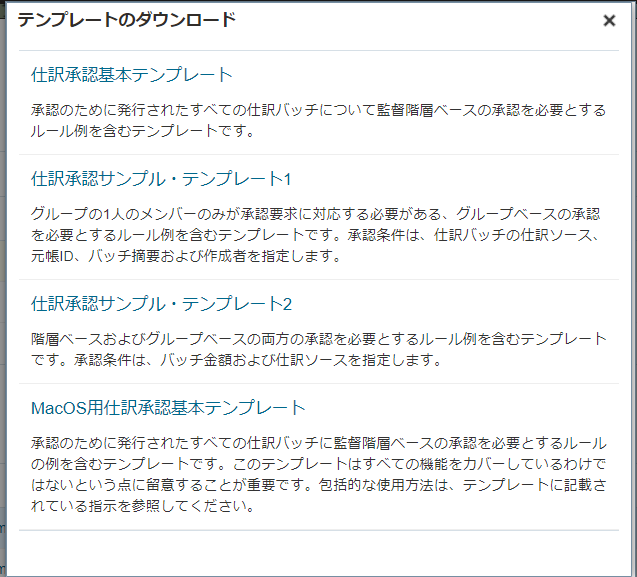 テンプレートのダウンロード
仕訳承認基本テンプレート
承認のために発行されたすべての仕訳バッチについて監督階層ベースの承認を必要とする
ルール例を含むテンプレートです。
仕訳承認サンプル・テンプレート1
グループの1人のメンバーのみが承認要求に対応する必要がある、グループベースの承認
を必要とするルール例を含むテンプレートです。承認条件は、仕訳バッチの仕訳ソース、
元帳ID、バッチ摘要および作成者を指定します。
仕訳承認サンプル・テンプレート2
階層ベースおよびグループベースの両方の承認を必要とするルール例を含むテンプレート
です。承認条件は、バッチ金額および仕訳ソースを指定します。
MacOS用仕訳承認基本テンプレート
承認のために発行されたすべての仕訳バッチに監督階層ベースの承認を必要とするルール
の例を含むテンプレートです。このテンプレートはすべての機能をカバーしているわけで
はないという点に留意することが重要です。包括的な使用方法は、テンプレートに記載さ
れている指示を参照してください。